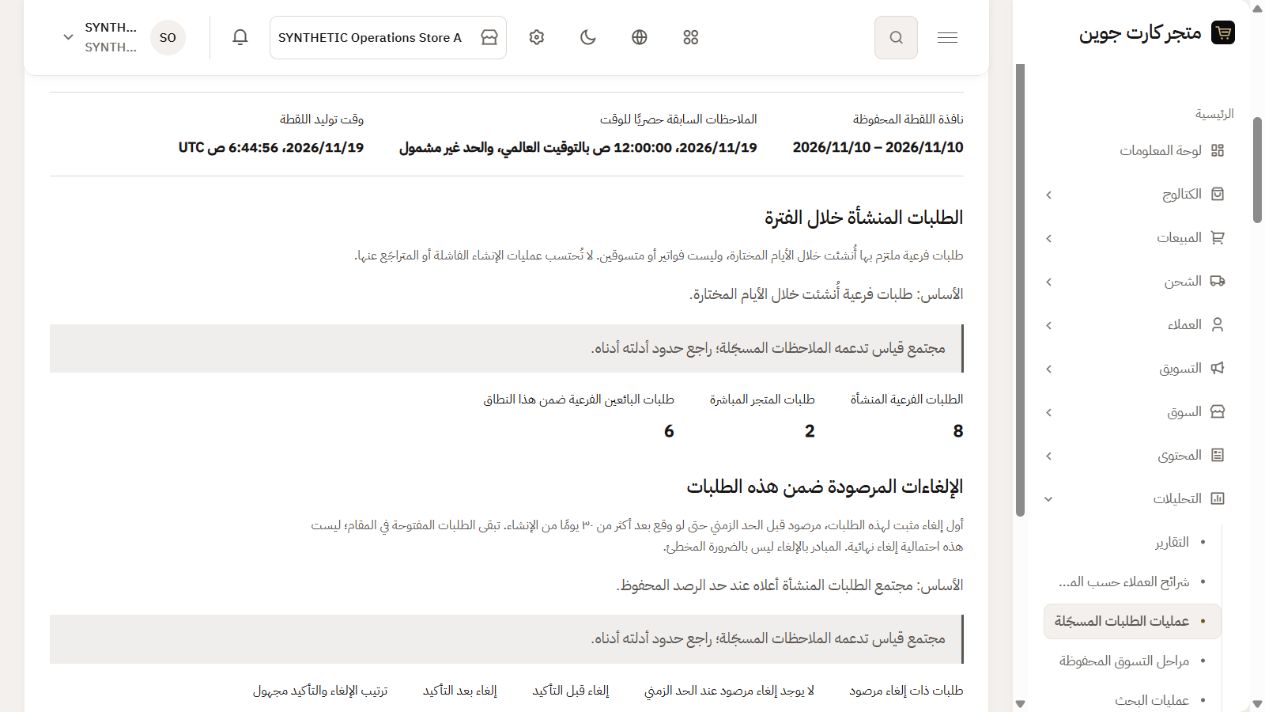 متجر كارت جوين
SYNTHETIC Operations Store A
SO
SYNTH...
SYNTH...
الرئيسية
لوحة المعلومات
الكتالوج
المبيعات
الشحن
العملاء
التسويق
السوق
المحتوى
التحليلات
التقارير
شرائح العملاء حسب المـ...
عمليات الطلبات المسجّلة
مراحل التسوق المحفوظة
عمليات البحث
نافذة اللقطة المحفوظة
2026/11/10 – 2026/11/10
الملاحظات السابقة حصريًا للوقت
2026/11/19، 12:00:00 ص بالتوقيت العالمي، والحد غير مشمول
وقت توليد اللقطة
2026/11/19، 6:44:56 ص UTC
الطلبات المنشأة خلال الفترة
طلبات فرعية ملتزم بها أُنشئت خلال الأيام المختارة، وليست فواتير أو متسوقين. لا تُحتسب عمليات الإنشاء الفاشلة أو المتراجَع عنها.
الأساس: طلبات فرعية أُنشئت خلال الأيام المختارة.
مجتمع قياس تدعمه الملاحظات المسجّلة؛ راجع حدود أدلته أدناه.
الطلبات الفرعية المنشأة
8
طلبات المتجر المباشرة
2
طلبات البائعين الفرعية ضمن هذا النطاق
6
الإلغاءات المرصودة ضمن هذه الطلبات
أول إلغاء مثبت لهذه الطلبات، مرصود قبل الحد الزمني حتى لو وقع بعد أكثر من ٣٠ يومًا من الإنشاء. تبقى الطلبات المفتوحة في المقام؛ ليست
هذه احتمالية إلغاء نهائية. المبادر بالإلغاء ليس بالضرورة المخطئ.
الأساس: مجتمع الطلبات المنشأة أعلاه عند حد الرصد المحفوظ.
مجتمع قياس تدعمه الملاحظات المسجّلة؛ راجع حدود أدلته أدناه.
طلبات ذات إلغاء مرصود
لا يوجد إلغاء مرصود عند الحد الزمني
إلغاء قبل التأكيد
إلغاء بعد التأكيد
ترتيب الإلغاء والتأكيد مجهول